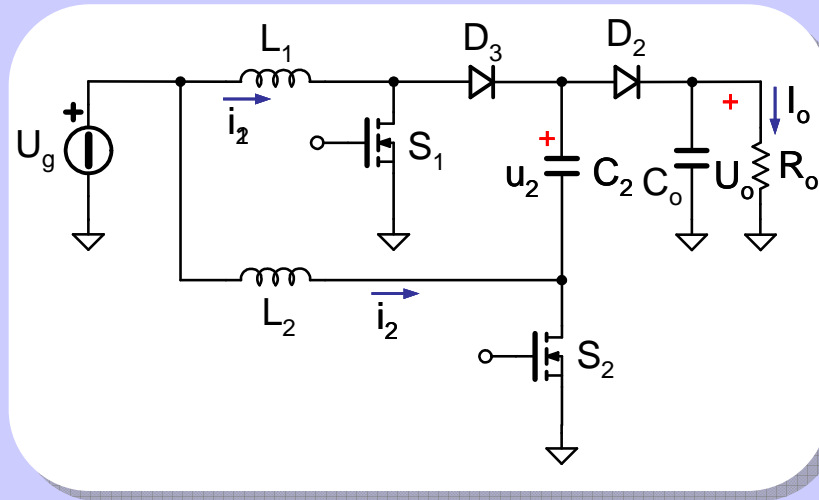 L1
D3
D2
+
Ug
i1
S1
+
u2
C2
Co
+
Uo
Io
Ro
L2
i2
S2